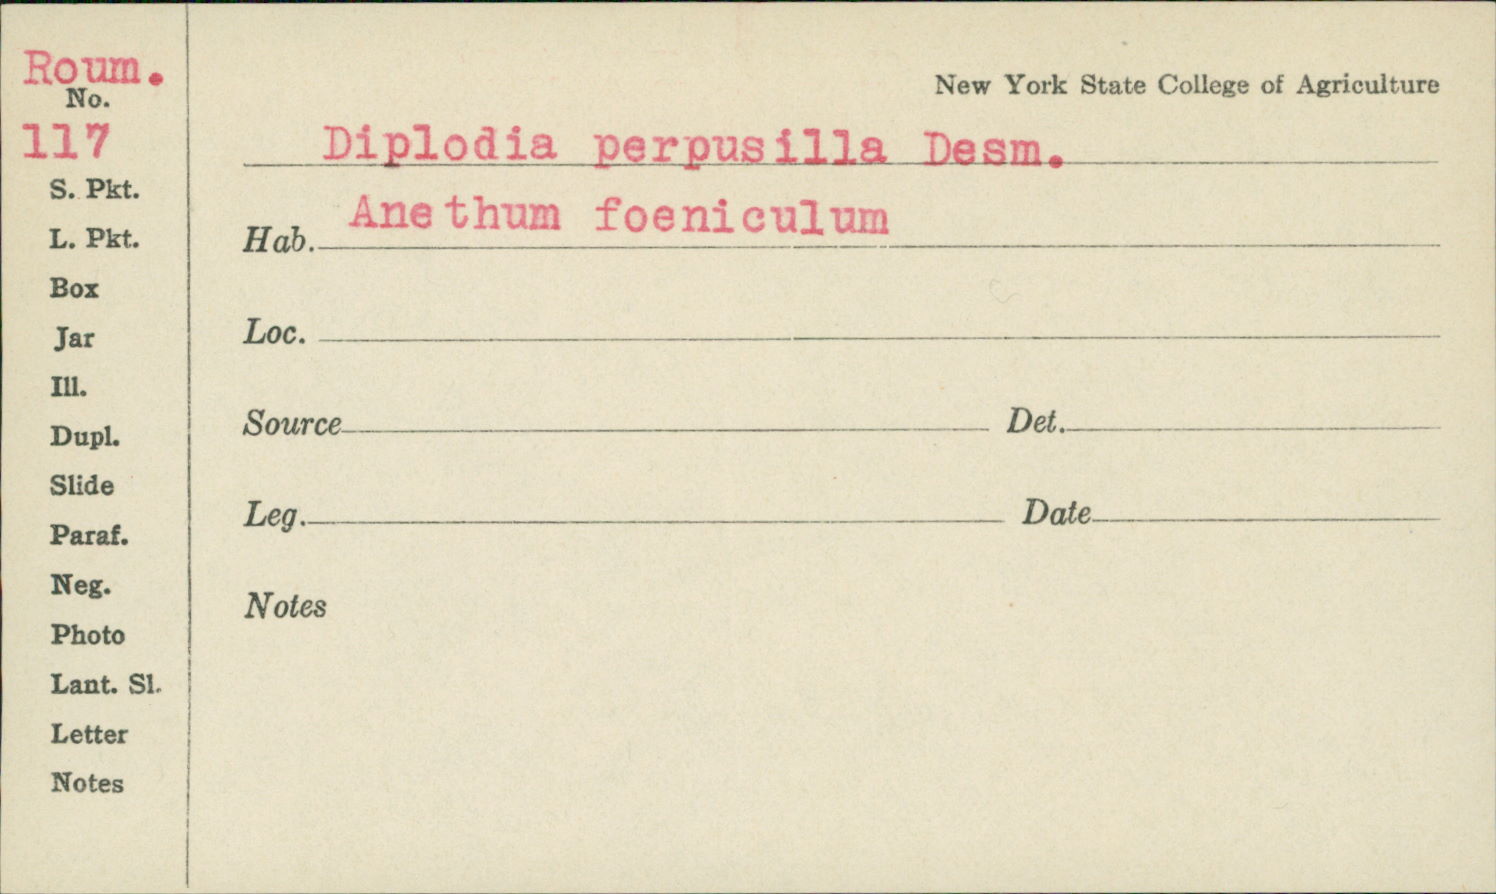 Roum.
No.
117
S. Pkt.
L. Pkt.
Box
Jar
Ill.
Dupl.
Slide
Paraf.
Neg.
Photo
Lant. Sl.
Letter
Notes
New York State College of Agriculture
Diplodia perpusilla Desm.
Hab. Anethum foeniculum
Loc.
Source Det.
Leg. Date
Notes